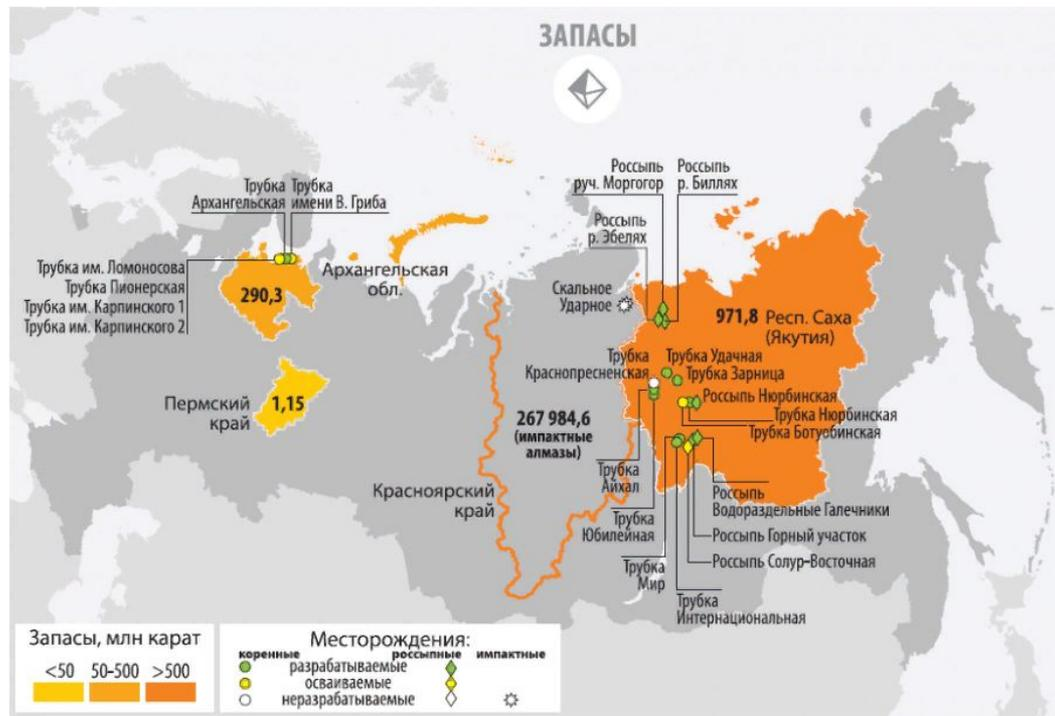 ЗАПАСЫ
Россыпь
руч. Моргогор
Россыпь
р. Биллях
Трубка
Архангельская
Трубка
имени В. Гриба
Россыпь
р. Эбелях
Трубка им. Ломоносова
Трубка Пионерская
Трубка им. Карпинского 1
Трубка им. Карпинского 2
290,3
Архангельская
обл.
Скальное
Ударное
971,8 Респ. Саха
(Якутия)
Трубка
Краснопресненская
Трубка Удачная
Трубка Зарница
Пермский
край
1,15
267 984,6
(импактные
алмазы)
Россыпь Нюрбинская
Трубка Нюрбинская
Трубка Ботуобинская
Красноярский
край
Трубка
Айхал
Трубка
Юбилейная
Трубка
Мир
Россыпь
Водораздельные Галечники
Россыпь Горный участок
Россыпь Солур-Восточная
Трубка
Интернациональная
Запасы, млн карат
<50 50-500 >500
Месторождения:
коренные россыпные импактные
разрабатываемые
осваиваемые
неразрабатываемые